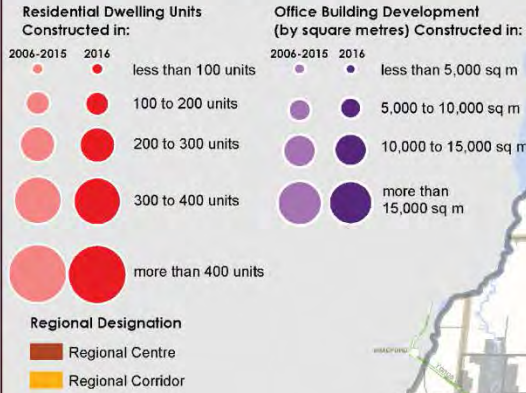 Residential Dwelling Units
Constructed in:
2006-2015 2016
less than 100 units
100 to 200 units
200 to 300 units
300 to 400 units
more than 400 units
Office Building Development
(by square metres) Constructed in:
2006-2015 2016
less than 5,000 sq m
5,000 to 10,000 sq m
10,000 to 15,000 sq m
more than
15,000 sq m
Regional Designation
Regional Centre
Regional Corridor